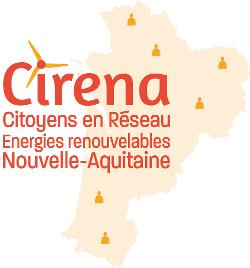 Cirena
Citoyens en Réseau
Energies renouvelables
Nouvelle-Aquitaine